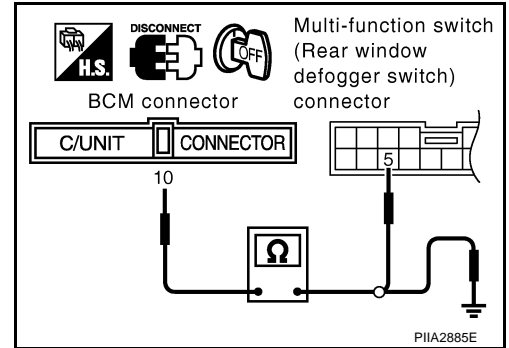 DISCONNECT
H.S.
OFF
Multi-function switch
(Rear window
defogger switch)
connector
BCM connector
C/UNIT
CONNECTOR
5
10
Ω
PIIA2885E